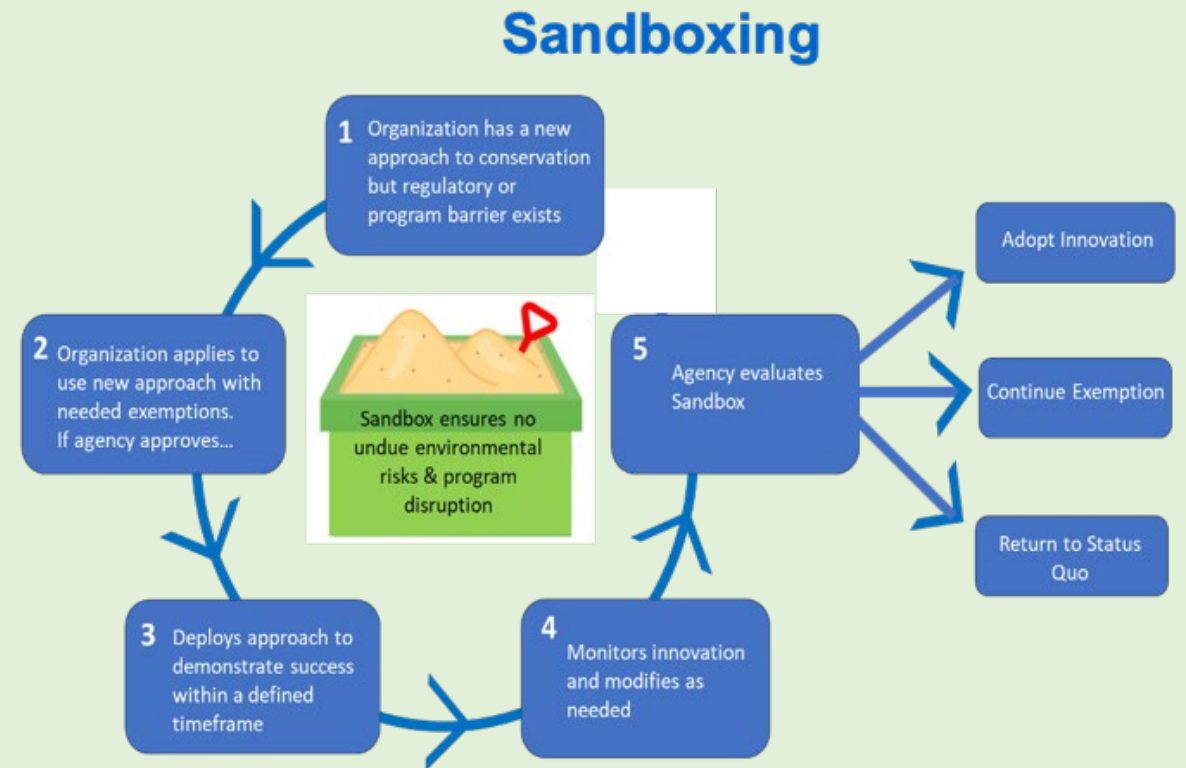 Sandboxing
1 Organization has a new
approach to conservation
but regulatory or
program barrier exists
2 Organization applies to
use new approach with
needed exemptions.
If agency approves…
3 Deploys approach to
demonstrate success
within a defined
timeframe
4 Monitors innovation
and modifies as
needed
5 Agency evaluates
Sandbox
Sandbox ensures no
undue environmental
risks & program
disruption
Adopt Innovation
Continue Exemption
Return to Status
Quo